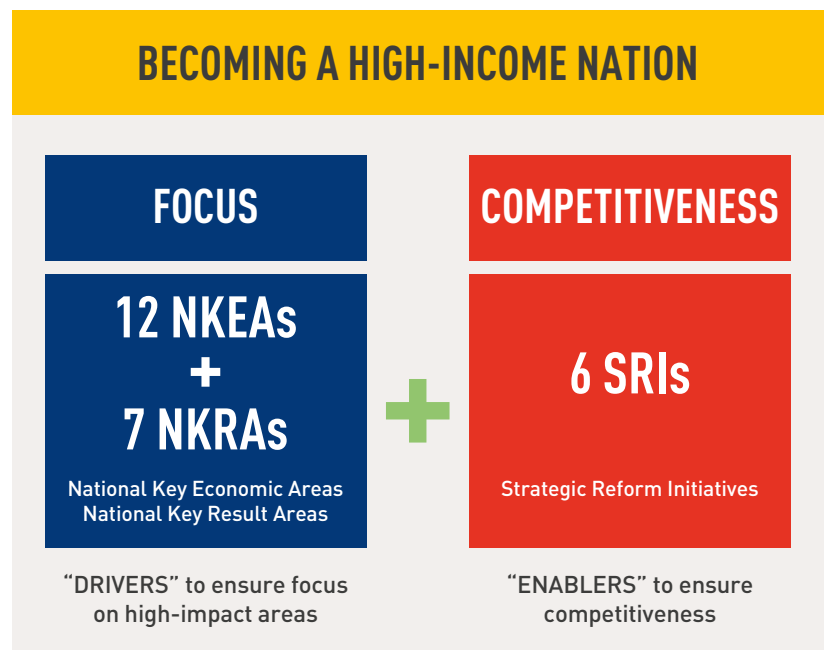 BECOMING A HIGH-INCOME NATION
FOCUS
12 NKEAs
+
7 NKRAs
National Key Economic Areas
National Key Result Areas
“DRIVERS” to ensure focus
on high-impact areas
+
COMPETITIVENESS
6 SRIs
Strategic Reform Initiatives
“ENABLERS” to ensure
competitiveness